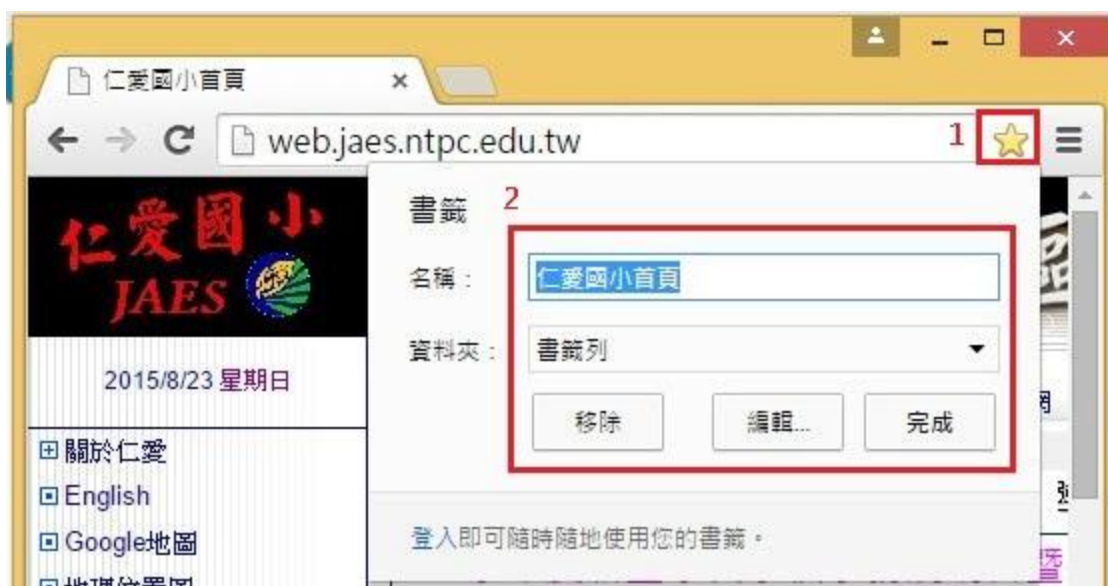 仁愛國小首頁
web.jaes.ntpc.edu.tw
1
仁愛國小
JAES
2015/8/23 星期日
關於仁愛
English
Google地圖
書籤
2
名稱：
仁愛國小首頁
資料夾：
書籤列
移除
編輯...
完成
登入即可隨時隨地使用您的書籤。